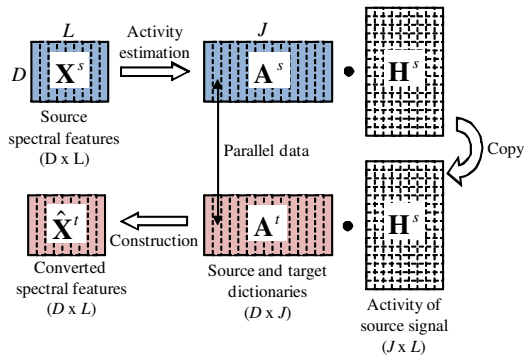 L
Activity
estimation
J
D
X^s
A^s
H^s
Source
spectral features
(D x L)
Parallel data
Copy
X̂^t
Construction
A^t
H^s
Converted
spectral features
(D x L)
Source and target
dictionaries
(D x J)
Activity of
source signal
(J x L)